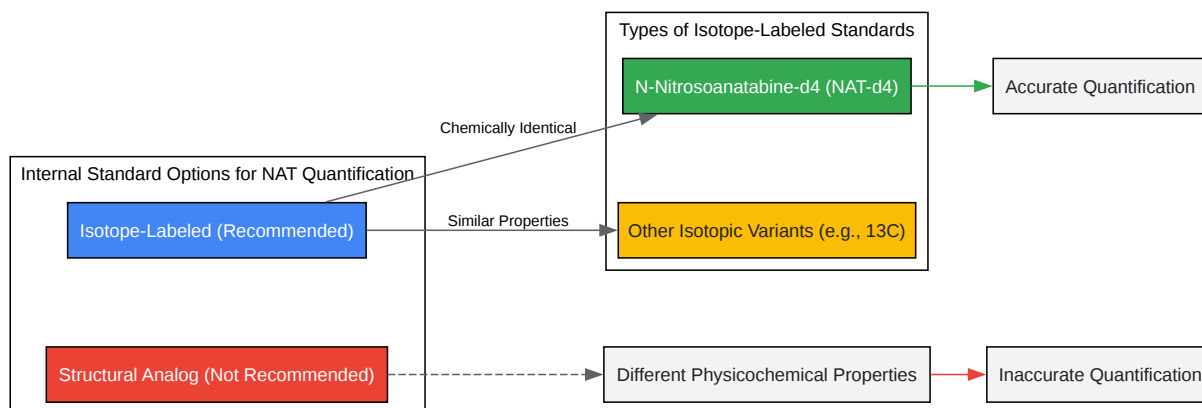 Types of Isotope-Labeled Standards
N-Nitrosoanatabine-d4 (NAT-d4)
Accurate Quantification
Chemically Identical
Internal Standard Options for NAT Quantification
Isotope-Labeled (Recommended)
Similar Properties
Other Isotopic Variants (e.g., 13C)
Structural Analog (Not Recommended)
Different Physicochemical Properties
Inaccurate Quantification